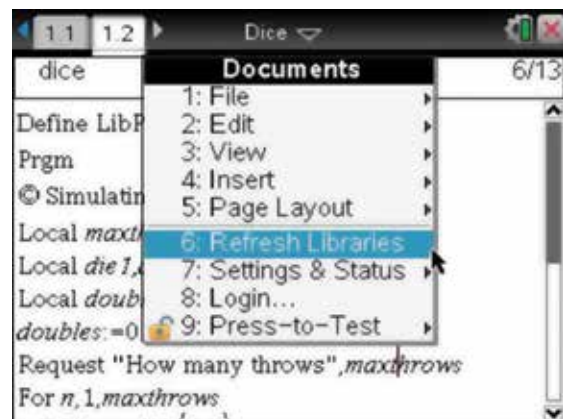 1.1 1.2 Dice
dice 6/13
Documents
1: File
2: Edit
3: View
4: Insert
5: Page Layout
6: Refresh Libraries
7: Settings & Status
8: Login...
9: Press-to-Test
Define LibP
Prgm
© Simulatin
Local maxt
Local die1,
Local doub
doubles:=0
Request "How many throws",maxthrows
For n,1,maxthrows